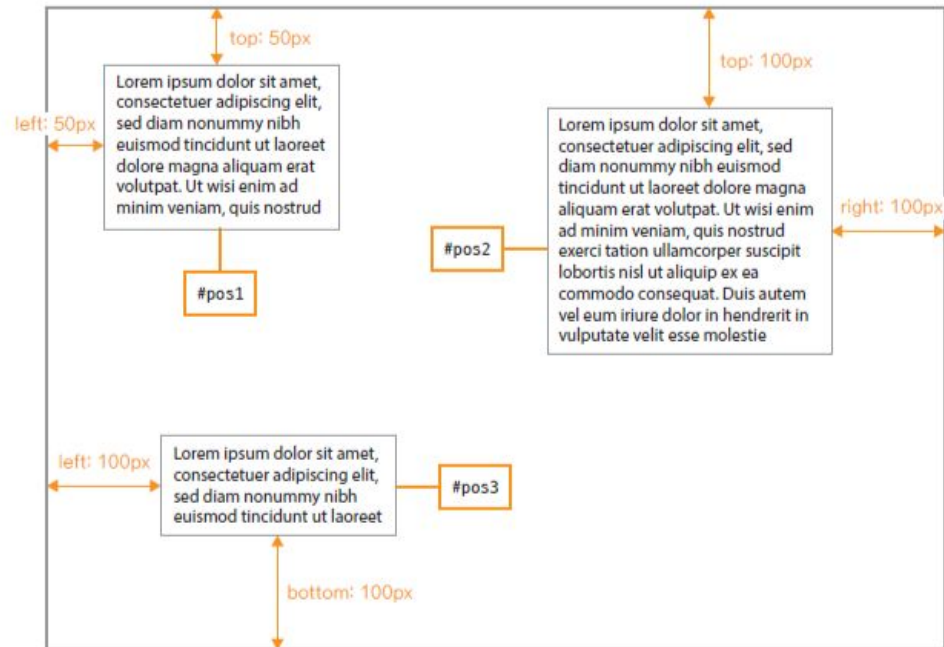 top: 50px
Lorem ipsum dolor sit amet,
consectetuer adipiscing elit,
sed diam nonummy nibh
euismod tincidunt ut laoreet
dolore magna aliquam erat
volutpat. Ut wisi enim ad
minim veniam, quis nostrud
left: 50px
#pos1
top: 100px
Lorem ipsum dolor sit amet,
consectetuer adipiscing elit, sed
diam nonummy nibh euismod
tincidunt ut laoreet dolore magna
aliquam erat volutpat. Ut wisi enim
ad minim veniam, quis nostrud
exerci tation ullamcorper suscipit
lobortis nisl ut aliquip ex ea
commodo consequat. Duis autem
vel eum iriure dolor in hendrerit in
vulputate velit esse molestie
right: 100px
#pos2
left: 100px
Lorem ipsum dolor sit amet,
consectetuer adipiscing elit,
sed diam nonummy nibh
euismod tincidunt ut laoreet
#pos3
bottom: 100px